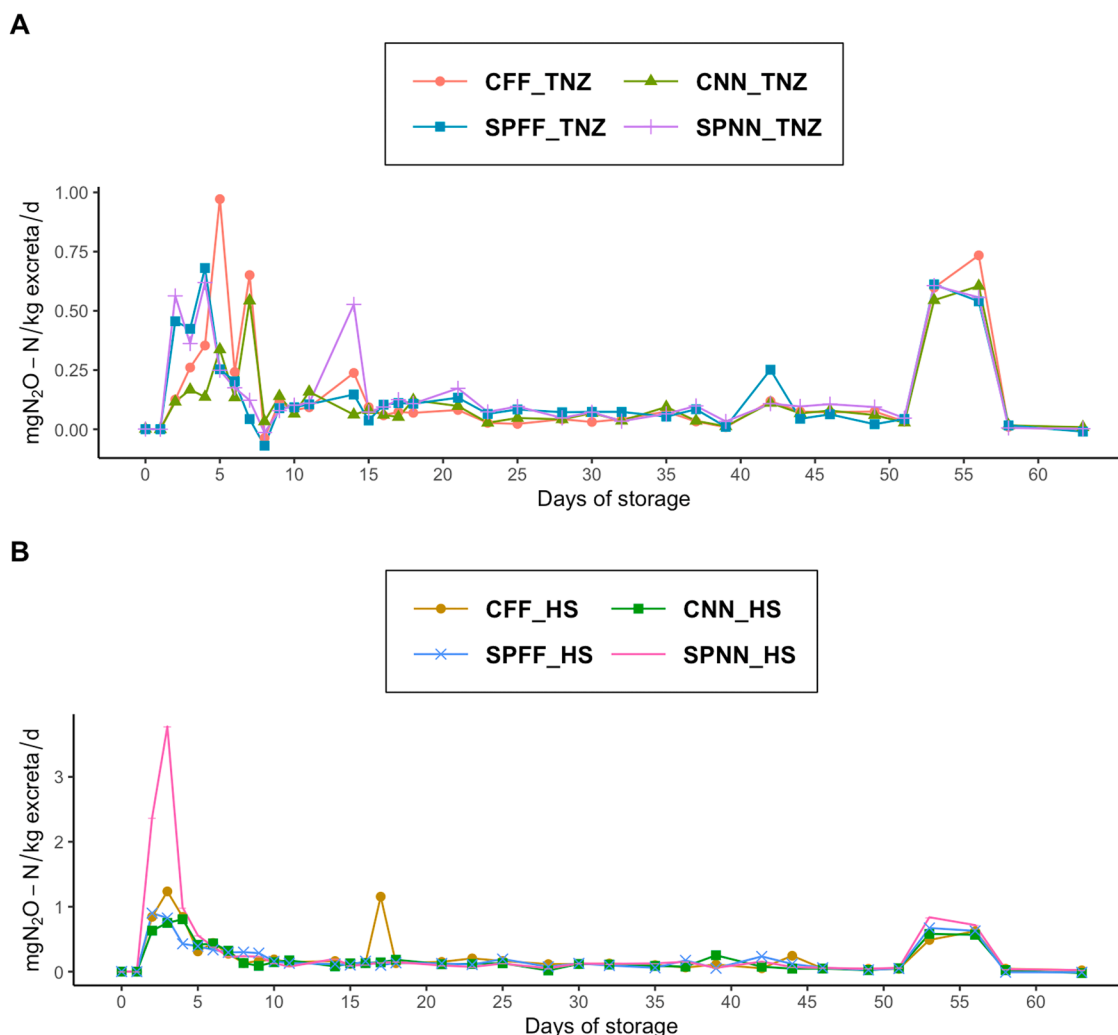 A
CFF_TNZ CNN_TNZ
SPFF_TNZ SPNN_TNZ
mgN₂O – N/kg excreta/d
1.00
0.75
0.50
0.25
0.00
0 5 10 15 20 25 30 35 40 45 50 55 60
Days of storage
B
CFF_HS CNN_HS
SPFF_HS SPNN_HS
mgN₂O – N/kg excreta/d
3
2
1
0
0 5 10 15 20 25 30 35 40 45 50 55 60
Days of storage